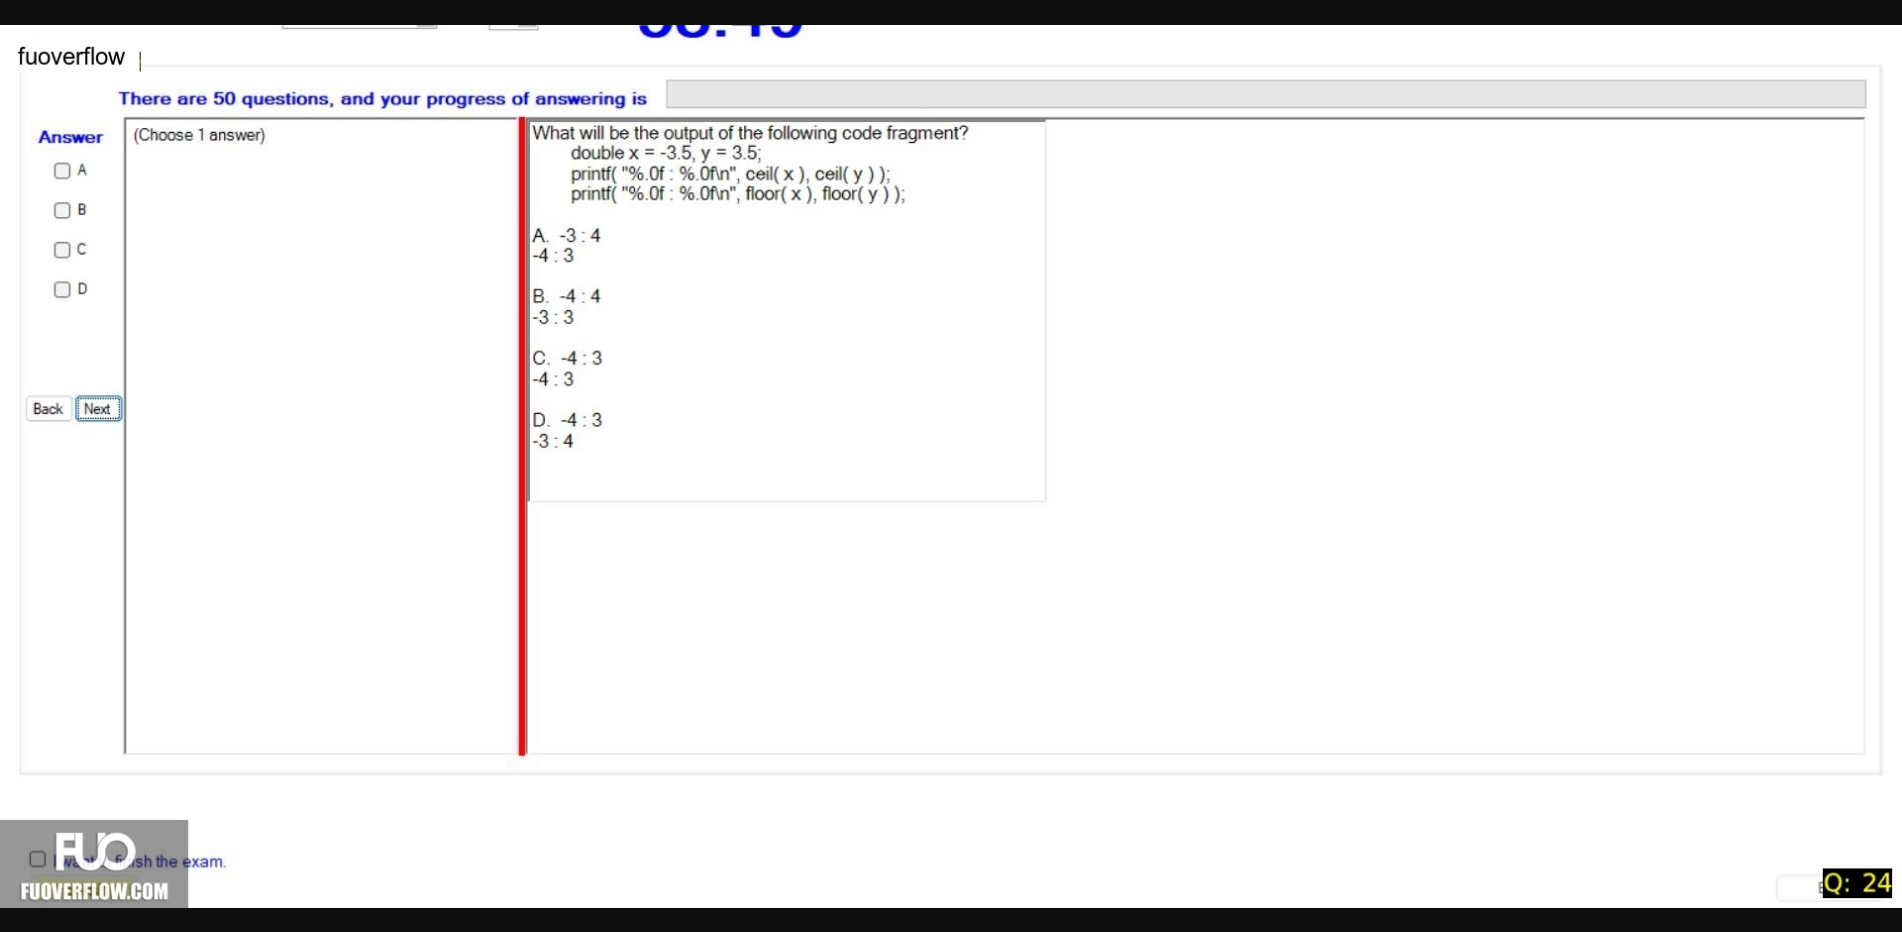 fuoverflow
There are 50 questions, and your progress of answering is
Answer
(Choose 1 answer)
A
B
C
D
Back
Next
What will be the output of the following code fragment?
double x = -3.5, y = 3.5;
printf( "%.0f : %.0f\n", ceil( x ), ceil( y ) );
printf( "%.0f : %.0f\n", floor( x ), floor( y ) );
A. -3 : 4
-4 : 3
B. -4 : 4
-3 : 3
C. -4 : 3
-4 : 3
D. -4 : 3
-3 : 4
FUO
the exam.
FUOVERFLOW.COM
Q: 24